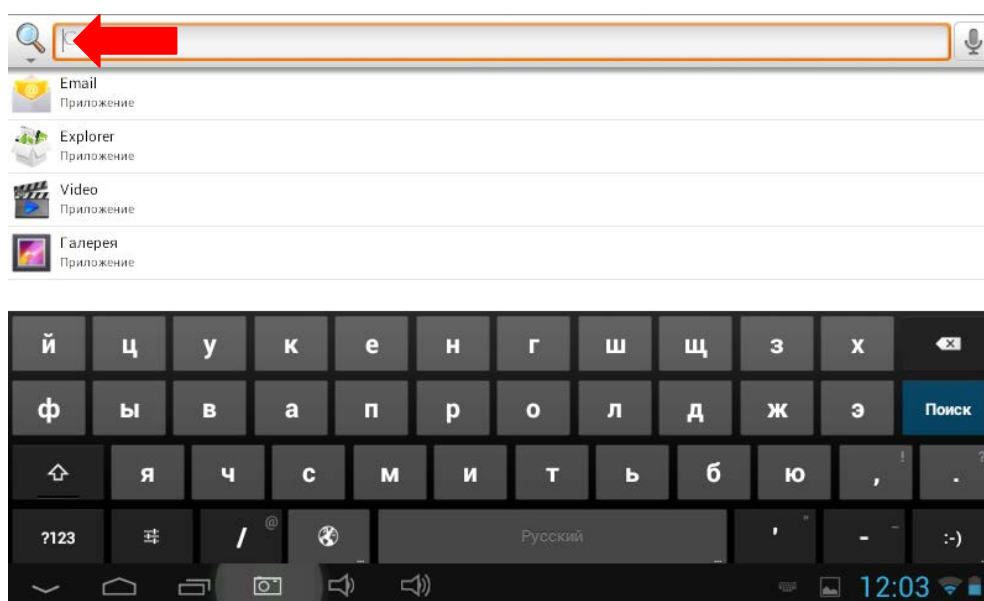 Email
Приложение
Explorer
Приложение
Video
Приложение
Галерея
Приложение
й ц у к е н г ш щ з х
ф ы в а п р о л д ж э Поиск
я ч с м и т ь б ю , ! . ?
?123 / @ Русский ' " - _ :-)
12:03